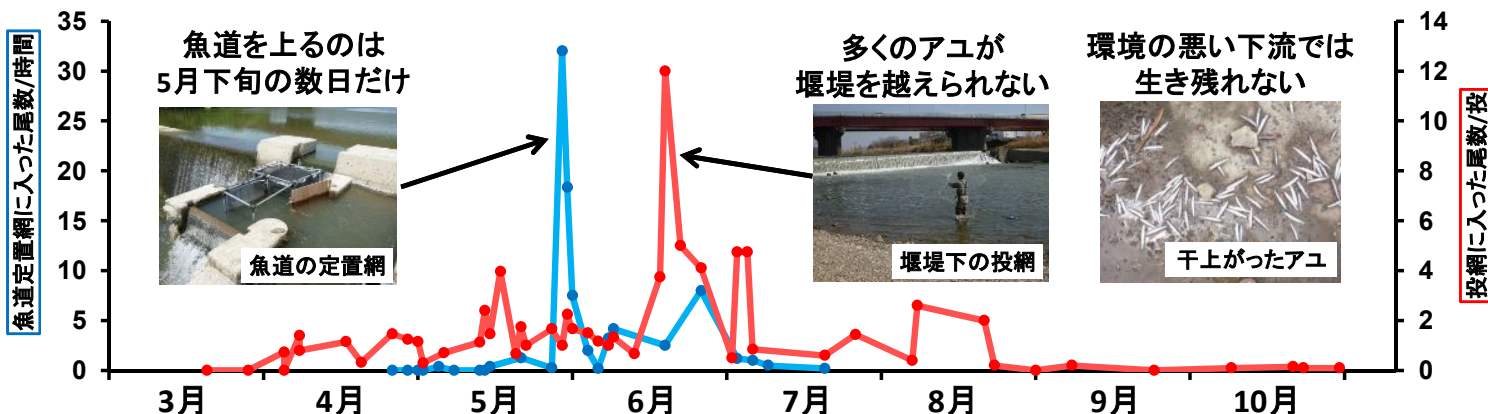 魚道定置網に入った尾数/時間
35
30
25
20
15
10
5
0
魚道を上るのは
5月下旬の数日だけ
魚道の定置網
多くのアユが
堰堤を越えられない
堰堤下の投網
環境の悪い下流では
生き残れない
干上がったアユ
14
12
10
8
6
4
2
0
投網に入った尾数/投
3月 4月 5月 6月 7月 8月 9月 10月